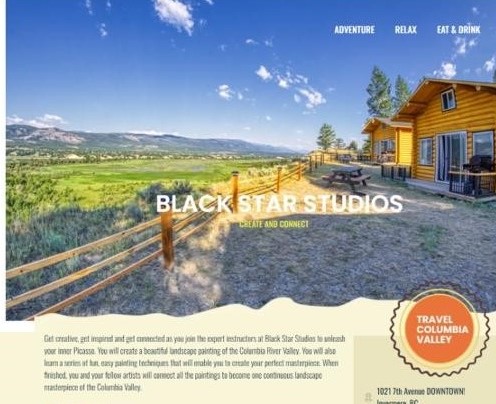 ADVENTURE RELAX EAT & DRINK
BLACK STAR STUDIOS
CREATE AND CONNECT
TRAVEL
COLUMBIA
VALLEY
Get creative, get inspired and get connected as you join the expert instructors at Black Star Studios to unleash
your inner Picasso. You will create a beautiful landscape painting of the Columbia River Valley. You will also
learn a series of fun, easy painting techniques that will enable you to create your perfect masterpiece. When
finished, you and your fellow artists will connect all the paintings to become one continuous landscape
masterpiece of the Columbia Valley.
1021 7th Avenue DOWNTOWN!
Invermere, BC